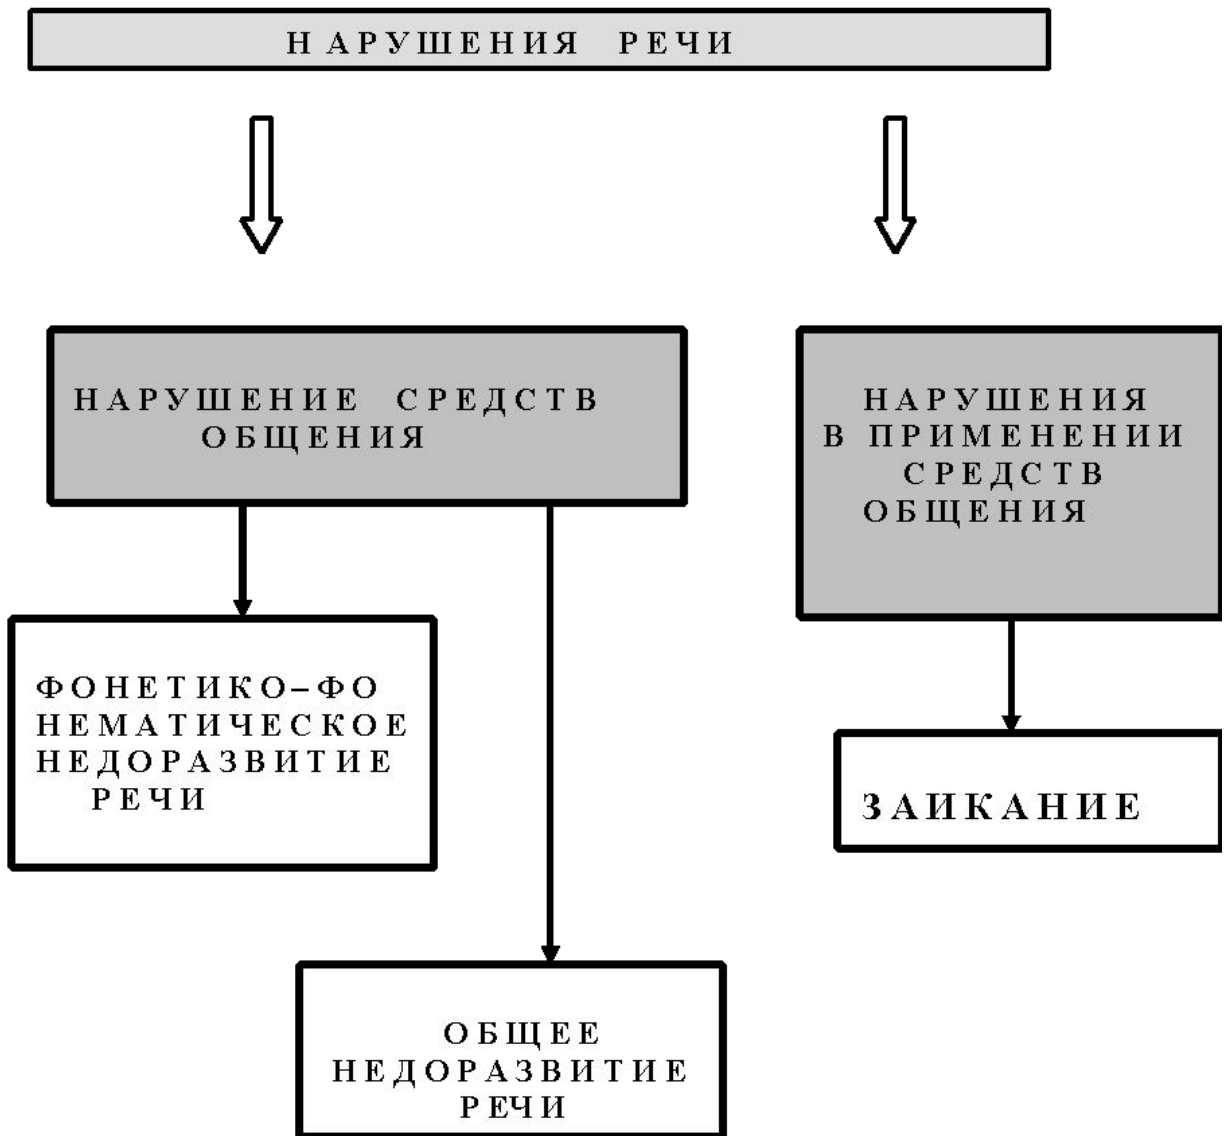 НАРУШЕНИЯ РЕЧИ
НАРУШЕНИЕ СРЕДСТВ
ОБЩЕНИЯ
НАРУШЕНИЯ
В ПРИМЕНЕНИИ
СРЕДСТВ
ОБЩЕНИЯ
ФОНЕТИКО–ФО
НЕМАТИЧЕСКОЕ
НЕДОРАЗВИТИЕ
РЕЧИ
ЗАИКАНИЕ
ОБЩЕЕ
НЕДОРАЗВИТИЕ
РЕЧИ